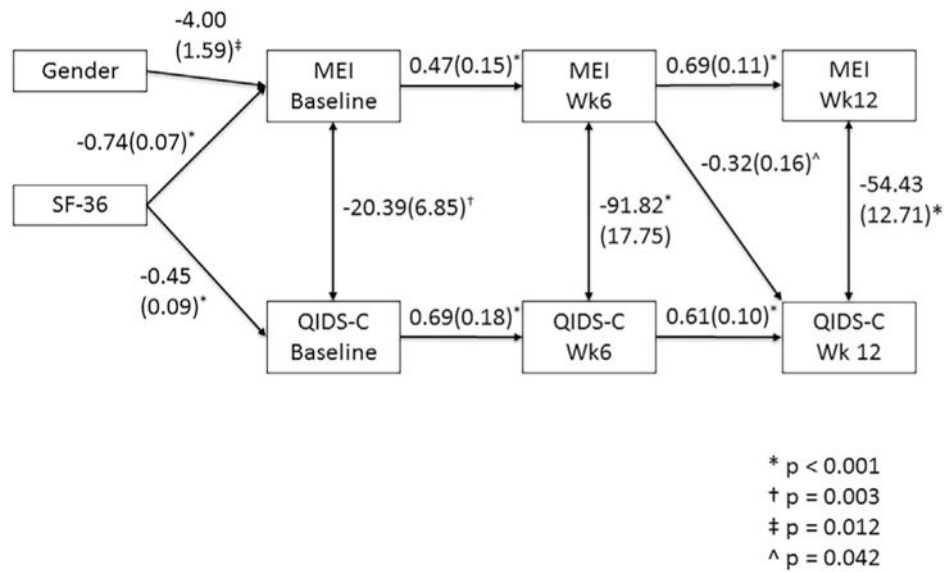 -4.00
(1.59)‡
Gender
MEI
Baseline
0.47(0.15)*
MEI
Wk6
0.69(0.11)*
MEI
Wk12
-0.74(0.07)*
SF-36
-20.39(6.85)†
-91.82*
(17.75)
-0.32(0.16)^
-54.43
(12.71)*
-0.45
(0.09)*
QIDS-C
Baseline
0.69(0.18)*
QIDS-C
Wk6
0.61(0.10)*
QIDS-C
Wk 12
* p < 0.001
† p = 0.003
‡ p = 0.012
^ p = 0.042